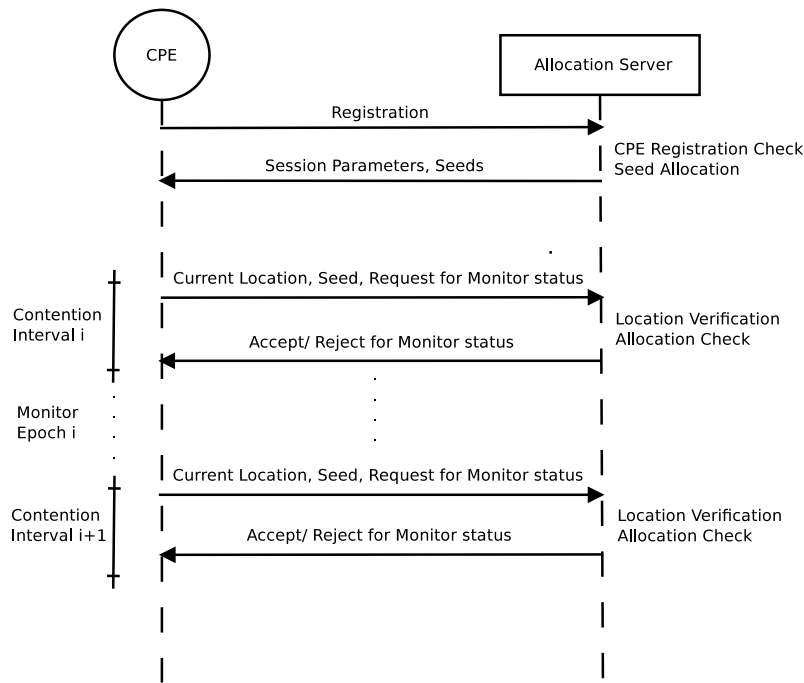 CPE
Allocation Server
Registration
CPE Registration Check
Seed Allocation
Session Parameters, Seeds
Current Location, Seed, Request for Monitor status
Contention
Interval i
Location Verification
Allocation Check
Accept/ Reject for Monitor status
Monitor
Epoch i
Current Location, Seed, Request for Monitor status
Contention
Interval i+1
Location Verification
Allocation Check
Accept/ Reject for Monitor status